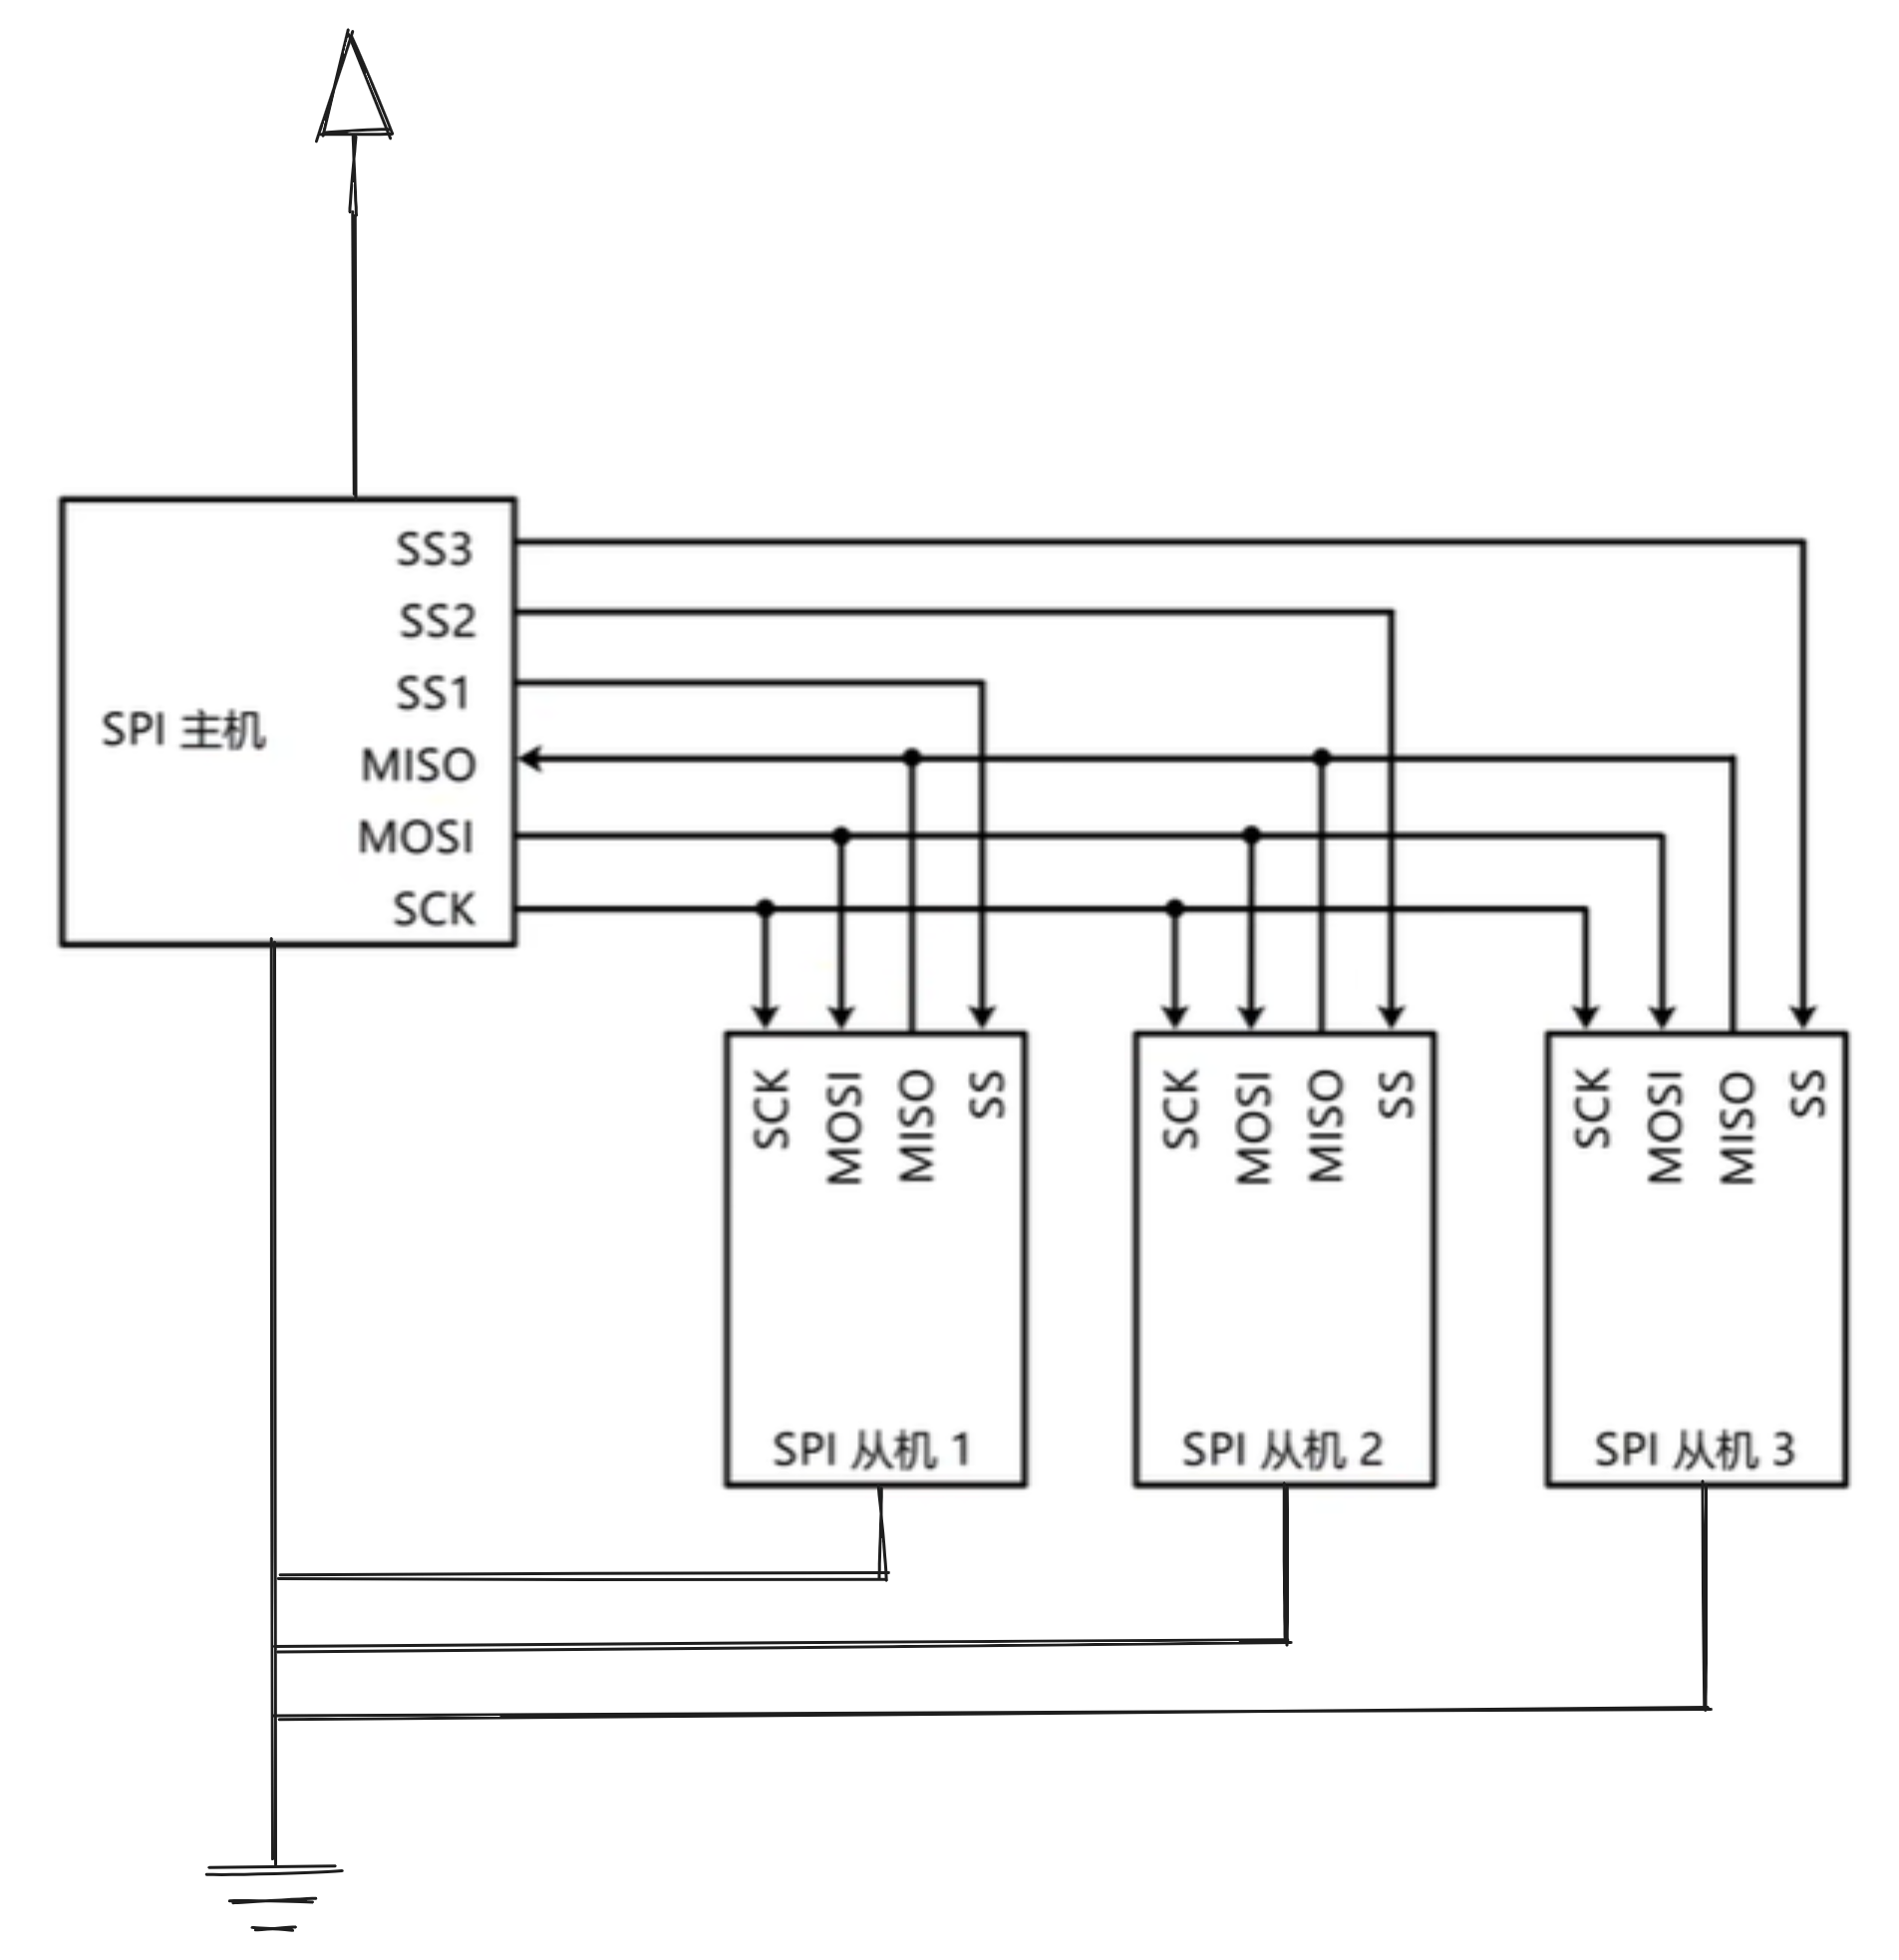 SS3
SS2
SS1
SPI 主机
MISO
MOSI
SCK
SCK
MOSI
MISO
SS
SPI 从机 1
SCK
MOSI
MISO
SS
SPI 从机 2
SCK
MOSI
MISO
SS
SPI 从机 3